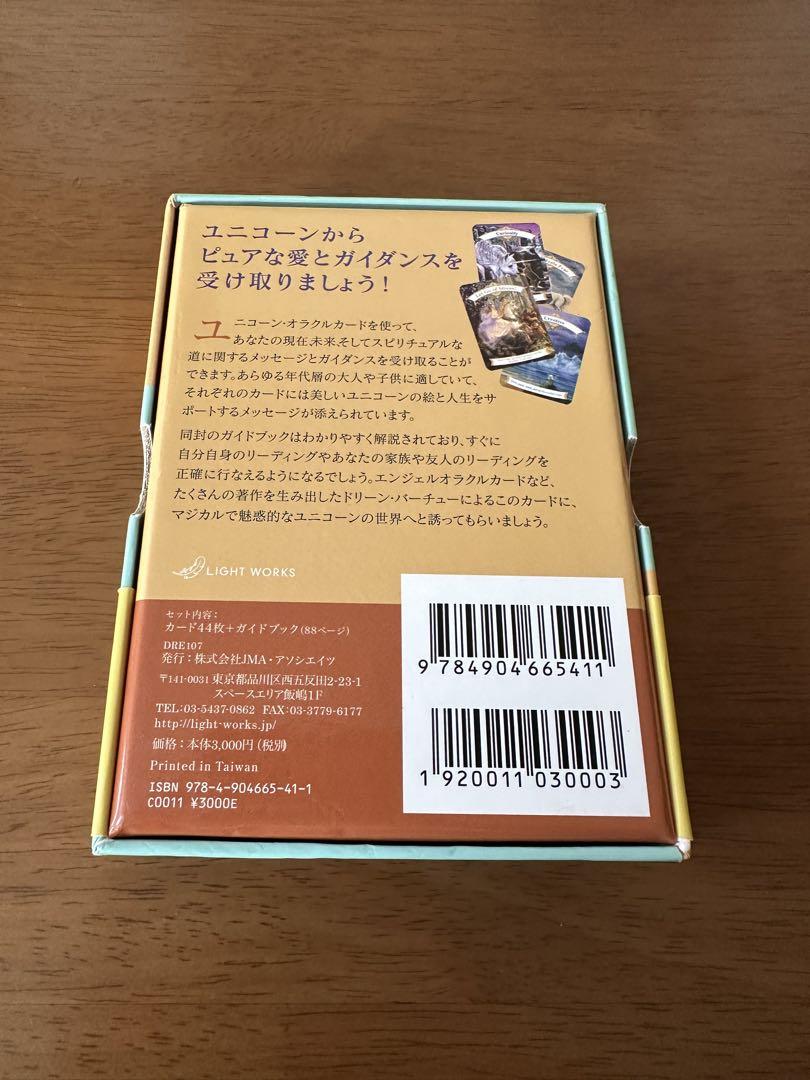 ユニコーンから
ピュアな愛とガイダンスを
受け取りましょう！
Curiosity
ユニコーン・オラクルカードを使って、
あなたの現在、未来、そしてスピリチュアルな
道に関するメッセージとガイダンスを受け取ることが
できます。あらゆる年代層の大人や子供に適していて、
それぞれのカードには美しいユニコーンの絵と人生をサ
ポートするメッセージが添えられています。
同封のガイドブックはわかりやすく解説されており、すぐに
自分自身のリーディングやあなたの家族や友人のリーディングを
正確に行なえるようになるでしょう。エンジェルオラクルカードなど、
たくさんの著作を生み出したドリーン・バーチューによるこのカードに、
マジカルで魅惑的なユニコーンの世界へと誘ってもらいましょう。
LIGHT WORKS
セット内容：
カード44枚＋ガイドブック（88ページ）
DRE107
発行：株式会社JMA・アソシエイツ
〒141-0031 東京都品川区西五反田2-23-1
スペースエリア飯嶋1F
TEL:03-5437-0862 FAX:03-3779-6177
http://light-works.jp/
価格：本体3,000円（税別）
Printed in Taiwan
ISBN 978-4-904665-41-1
C0011 ¥3000E
9 784904 665411
1 920011 030003